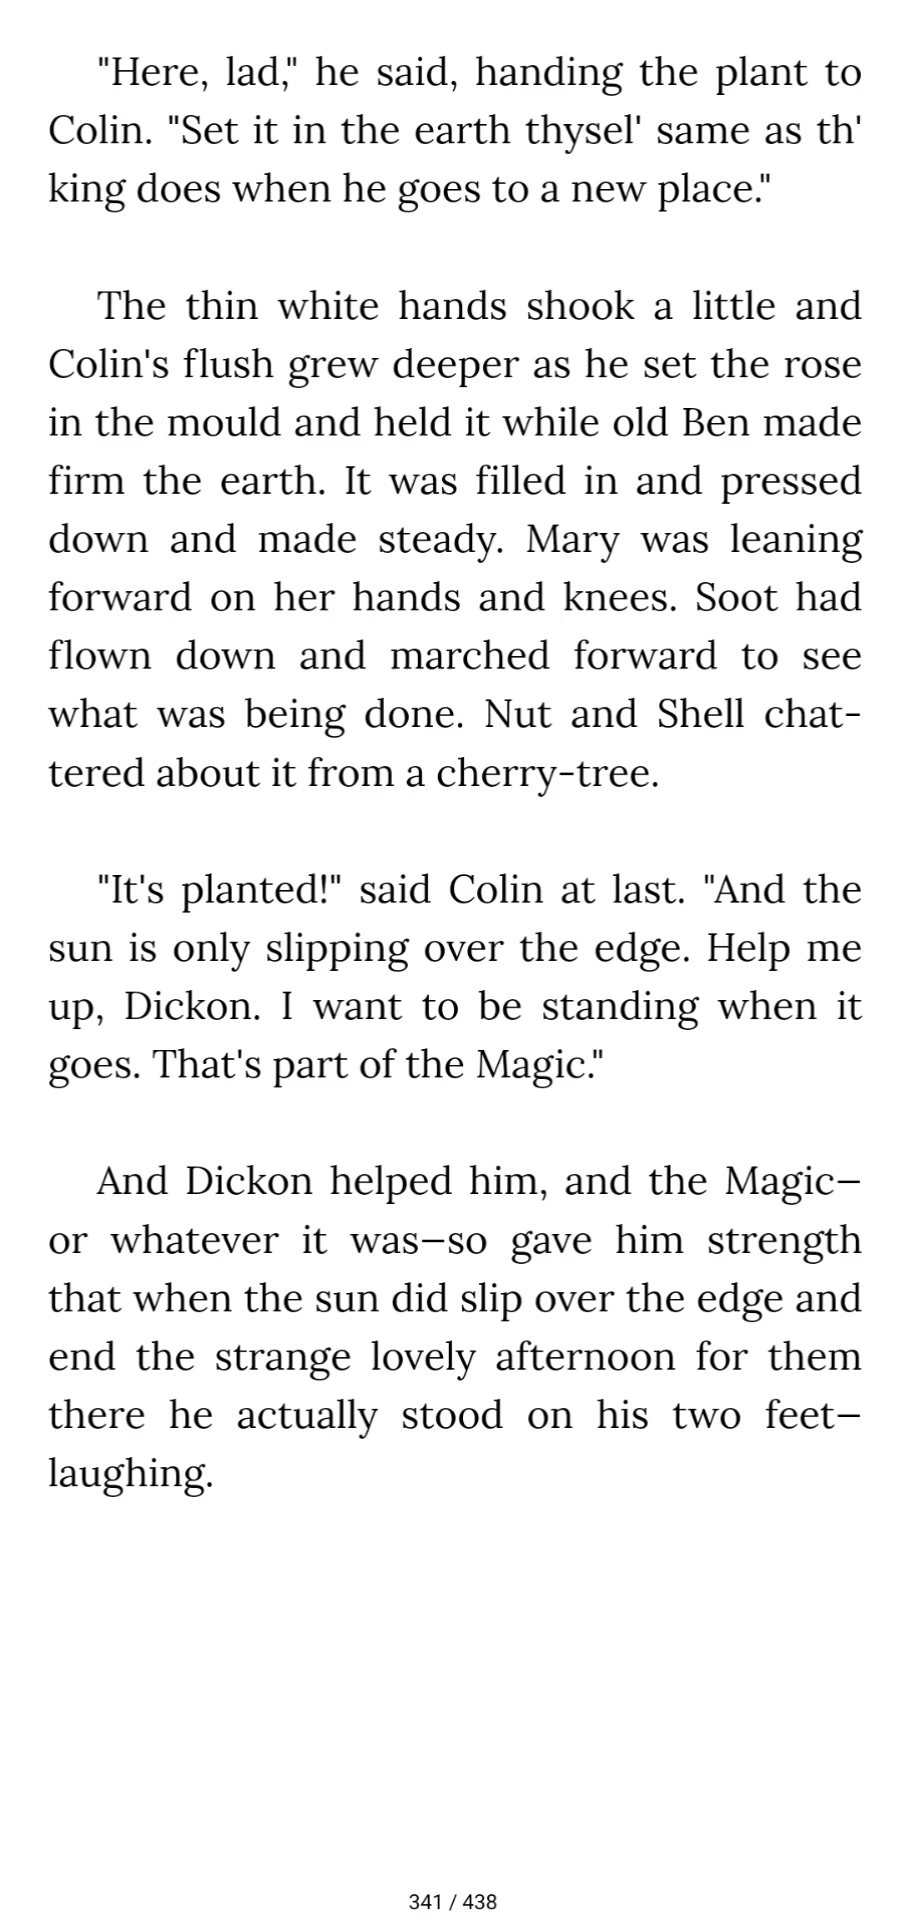 "Here, lad," he said, handing the plant to
Colin. "Set it in the earth thysel' same as th'
king does when he goes to a new place."
The thin white hands shook a little and
Colin's flush grew deeper as he set the rose
in the mould and held it while old Ben made
firm the earth. It was filled in and pressed
down and made steady. Mary was leaning
forward on her hands and knees. Soot had
flown down and marched forward to see
what was being done. Nut and Shell chat-
tered about it from a cherry-tree.
"It's planted!" said Colin at last. "And the
sun is only slipping over the edge. Help me
up, Dickon. I want to be standing when it
goes. That's part of the Magic."
And Dickon helped him, and the Magic—
or whatever it was—so gave him strength
that when the sun did slip over the edge and
end the strange lovely afternoon for them
there he actually stood on his two feet—
laughing.
341 / 438